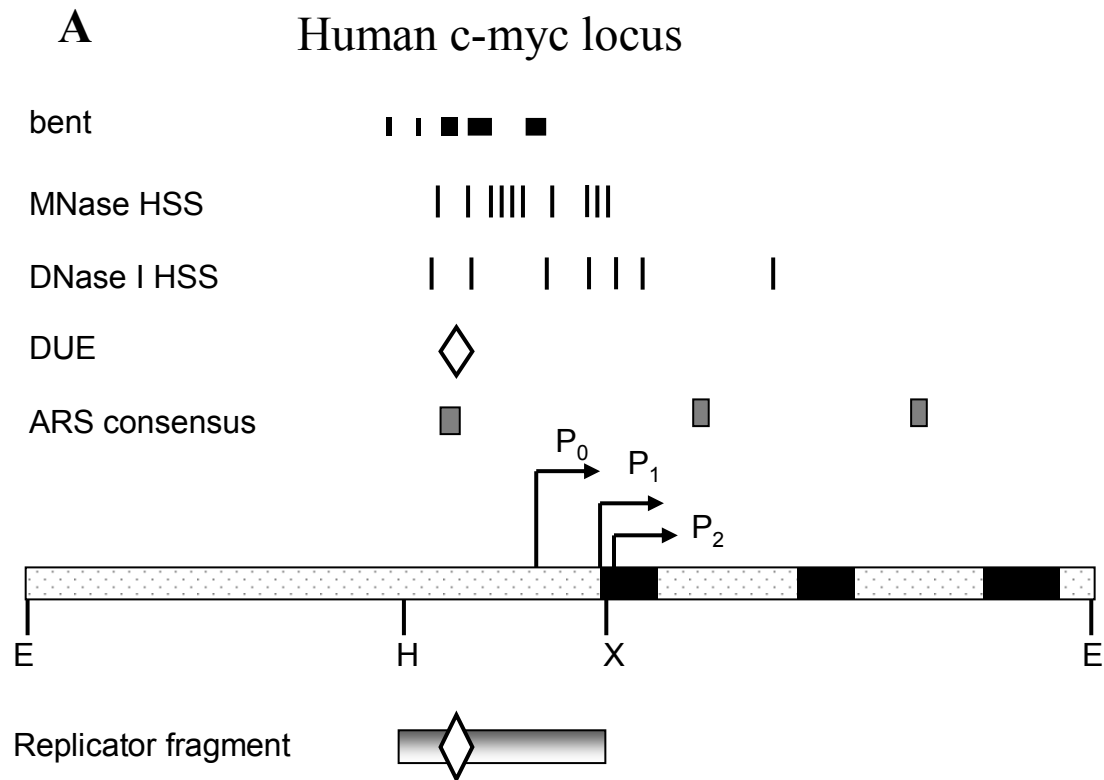 A
Human c-myc locus
bent
MNase HSS
DNase I HSS
DUE
ARS consensus
P0
P1
P2
E
H
X
E
Replicator fragment